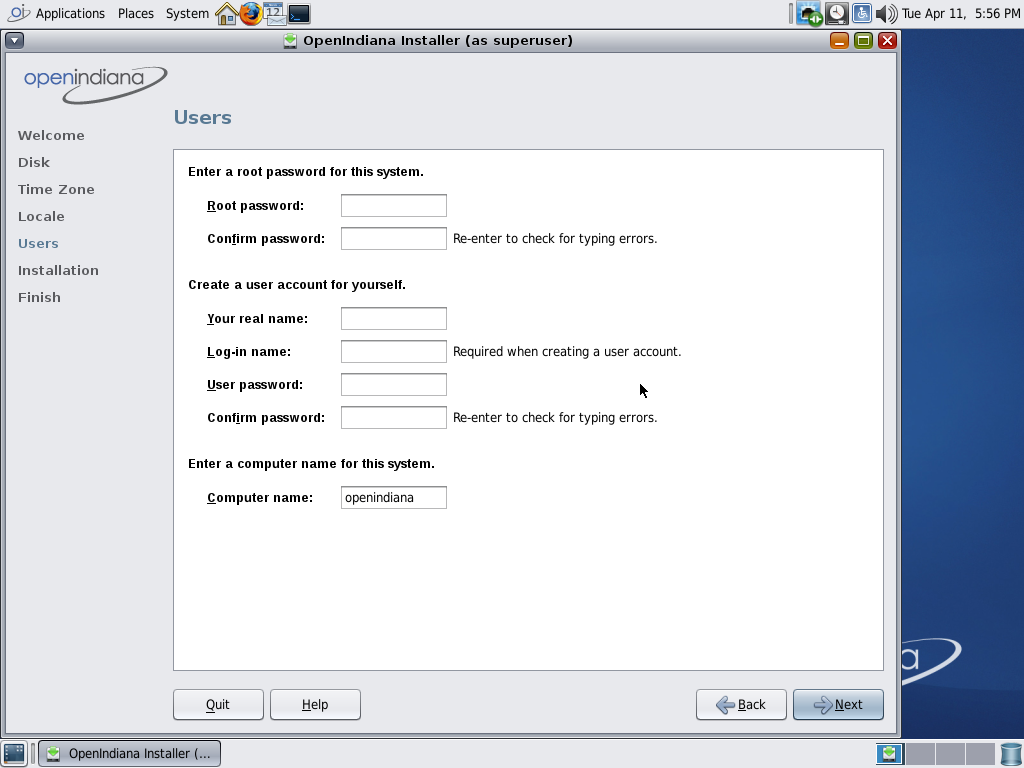 Applications Places System 12 Tue Apr 11, 5:56 PM
OpenIndiana Installer (as superuser)
openindiana
Users
Welcome
Disk
Time Zone
Locale
Users
Installation
Finish
Enter a root password for this system.
Root password:
Confirm password: Re-enter to check for typing errors.
Create a user account for yourself.
Your real name:
Log-in name: Required when creating a user account.
User password:
Confirm password: Re-enter to check for typing errors.
Enter a computer name for this system.
Computer name: openindiana
a
Quit Help Back Next
OpenIndiana Installer (...